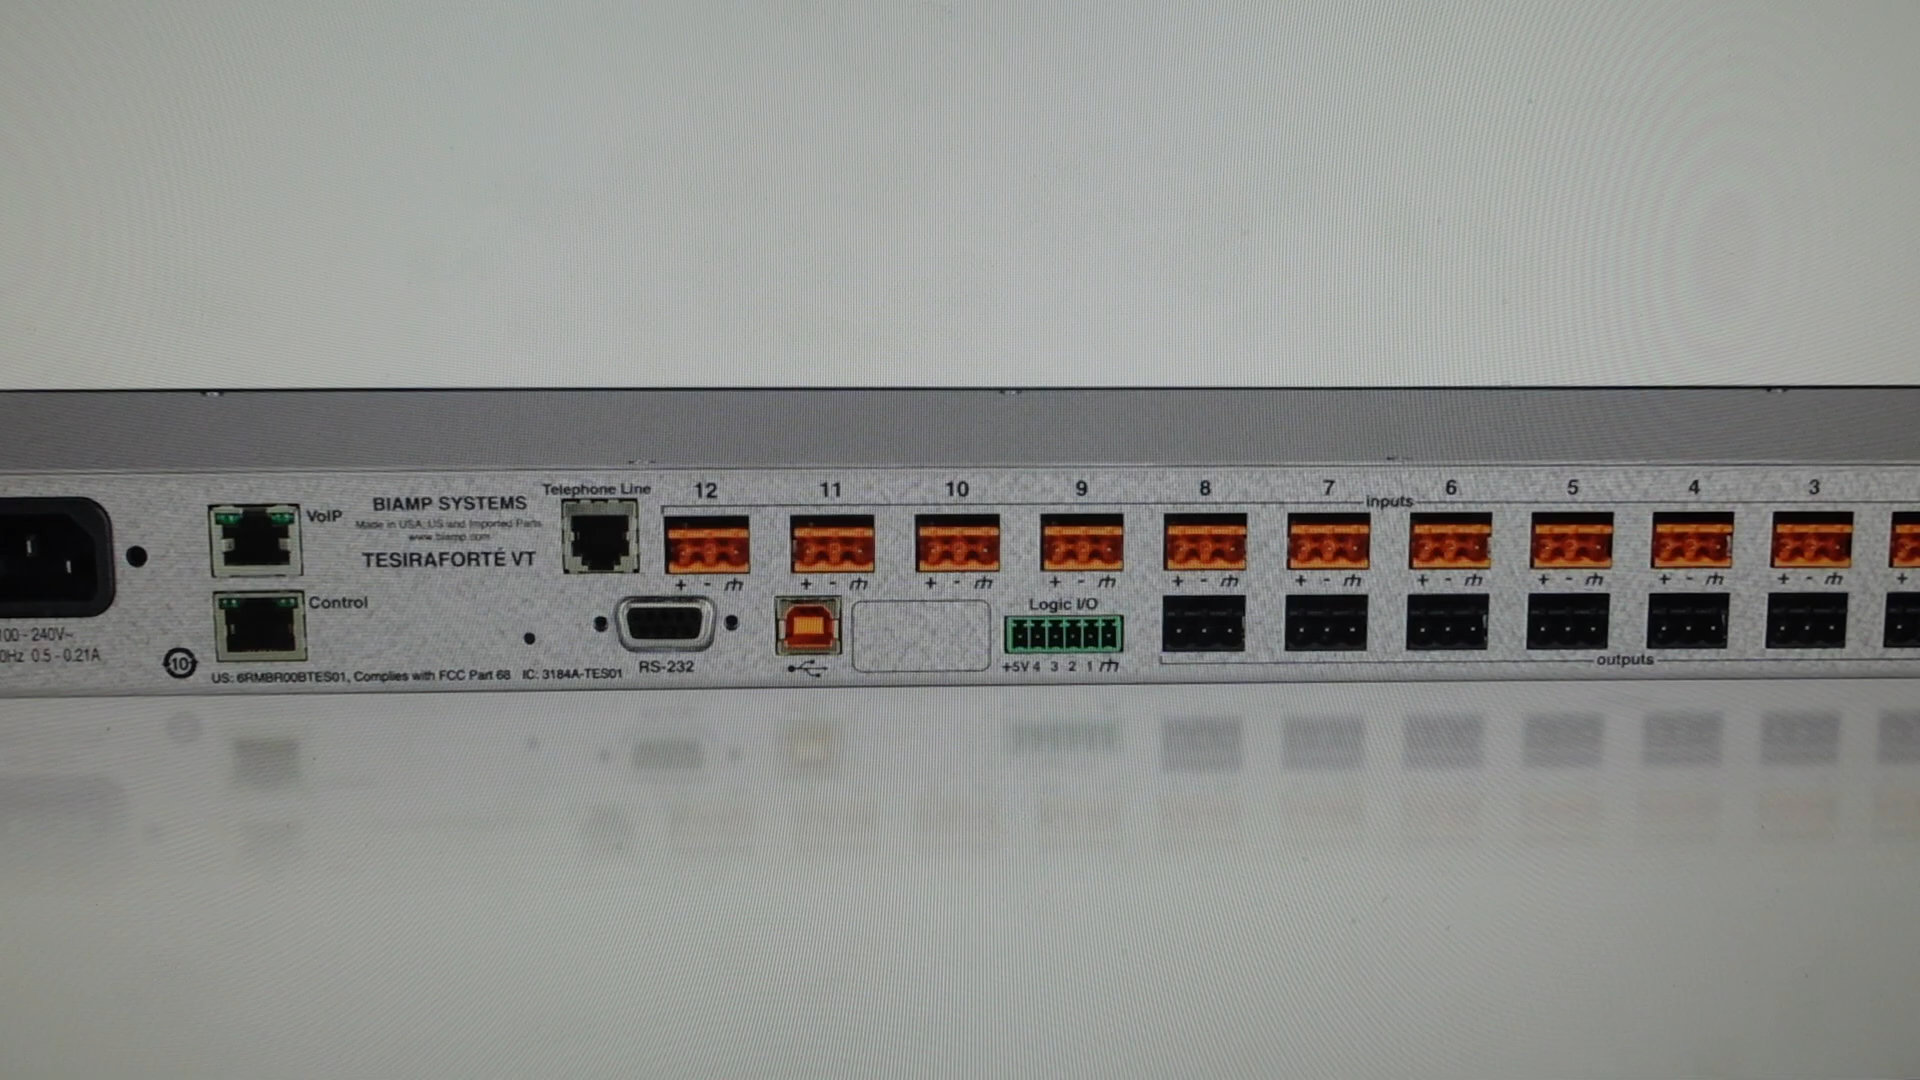 Telephone Line
12 11 10 9 8 7 6 5 4 3
inputs
VoIP
BIAMP SYSTEMS
Made in USA, US and Imported Parts
www.biamp.com
TESIRAFORTÉ VT
+ - + - + - + - + - + - + - + - + - + - +
Control
Logic I/O
100 - 240V~
0Hz 0.5 - 0.21A
10
RS-232
+5V 4 3 2 1
outputs
US: 6RMBR00BTES01, Complies with FCC Part 68 IC: 3184A-TES01